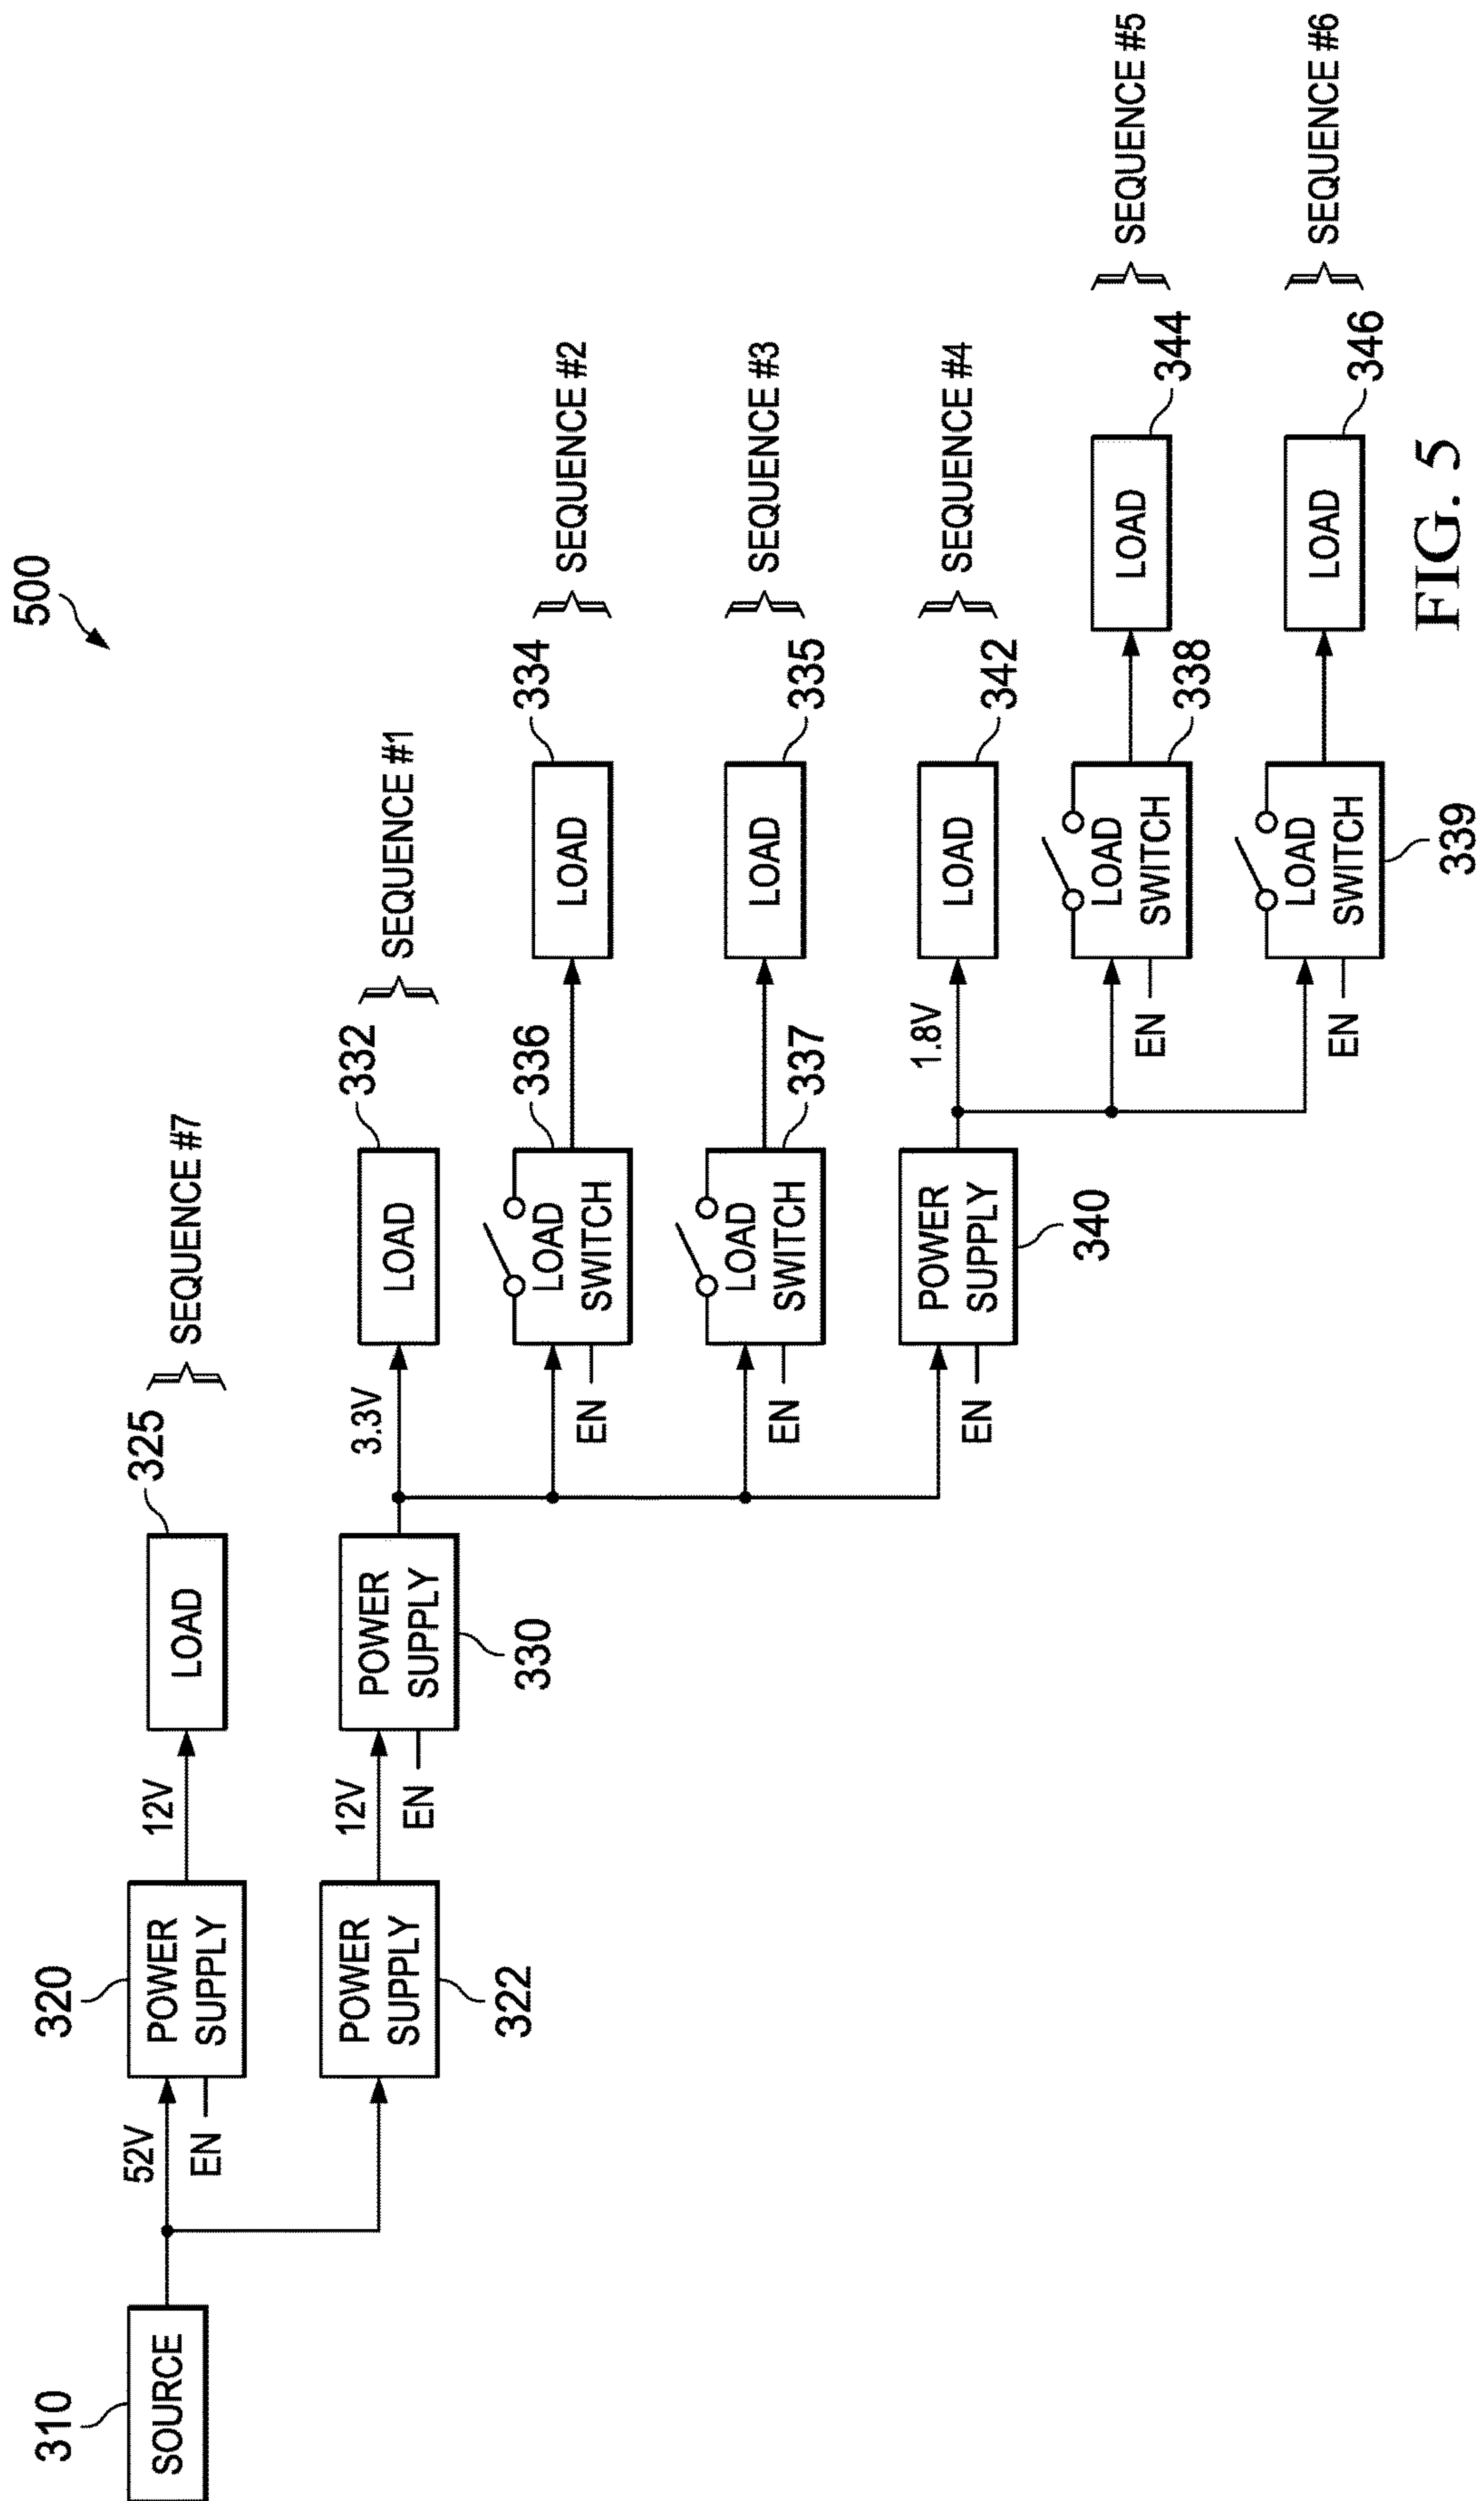 500
310
SOURCE
52V
EN
320
POWER
SUPPLY
12V
325
LOAD
SEQUENCE #7
322
POWER
SUPPLY
12V
EN
330
POWER
SUPPLY
3.3V
332
LOAD
SEQUENCE #1
EN
336
LOAD
SWITCH
334
LOAD
SEQUENCE #2
EN
337
LOAD
SWITCH
335
LOAD
SEQUENCE #3
EN
340
POWER
SUPPLY
1.8V
342
LOAD
SEQUENCE #4
EN
338
LOAD
SWITCH
344
LOAD
SEQUENCE #5
EN
339
LOAD
SWITCH
346
LOAD
SEQUENCE #6
FIG. 5